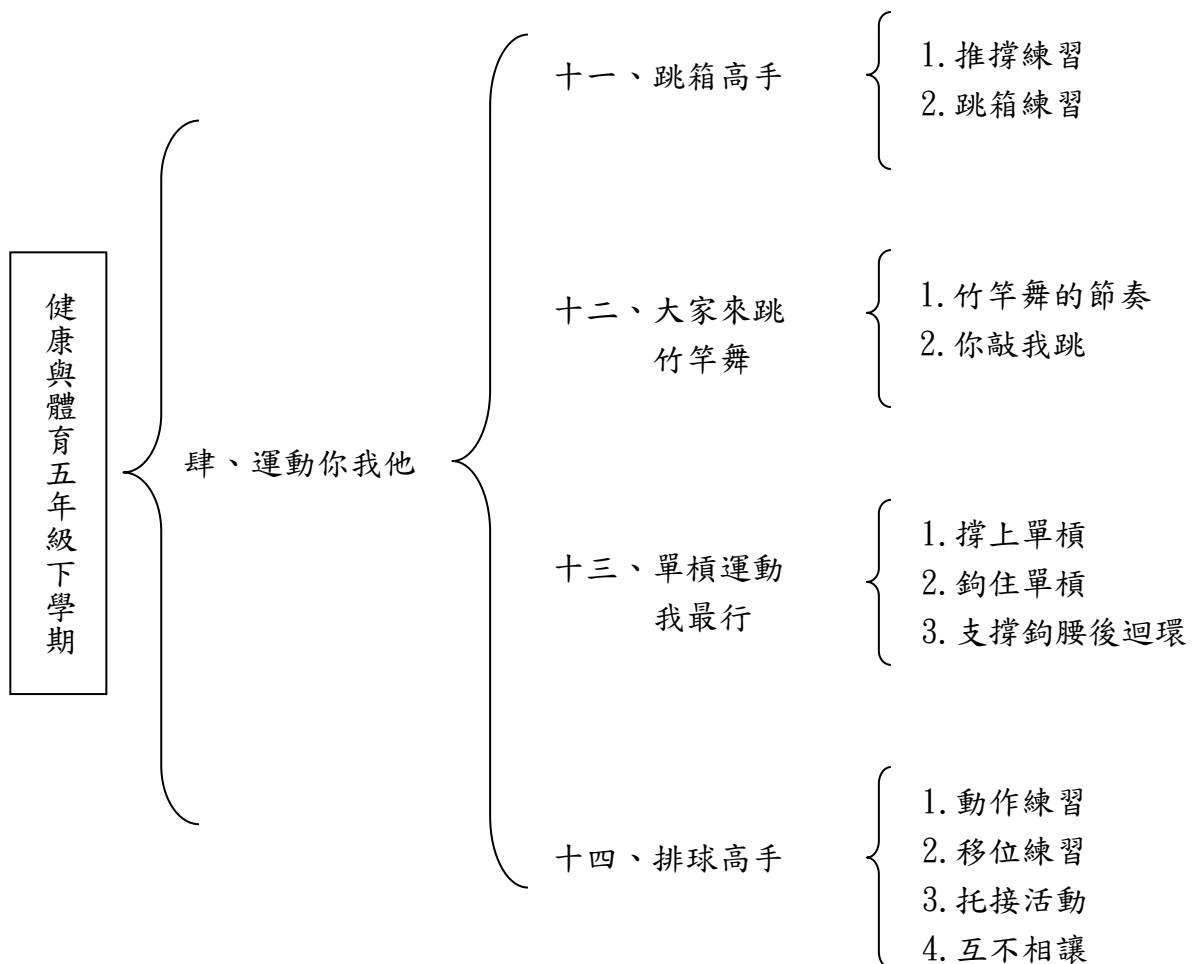 健康與體育五年級下學期
肆、運動你我他
十一、跳箱高手
1.推撐練習
2.跳箱練習
十二、大家來跳
竹竿舞
1.竹竿舞的節奏
2.你敲我跳
十三、單槓運動
我最行
1.撐上單槓
2.鉤住單槓
3.支撐鉤腰後迴環
十四、排球高手
1.動作練習
2.移位練習
3.托接活動
4.互不相讓